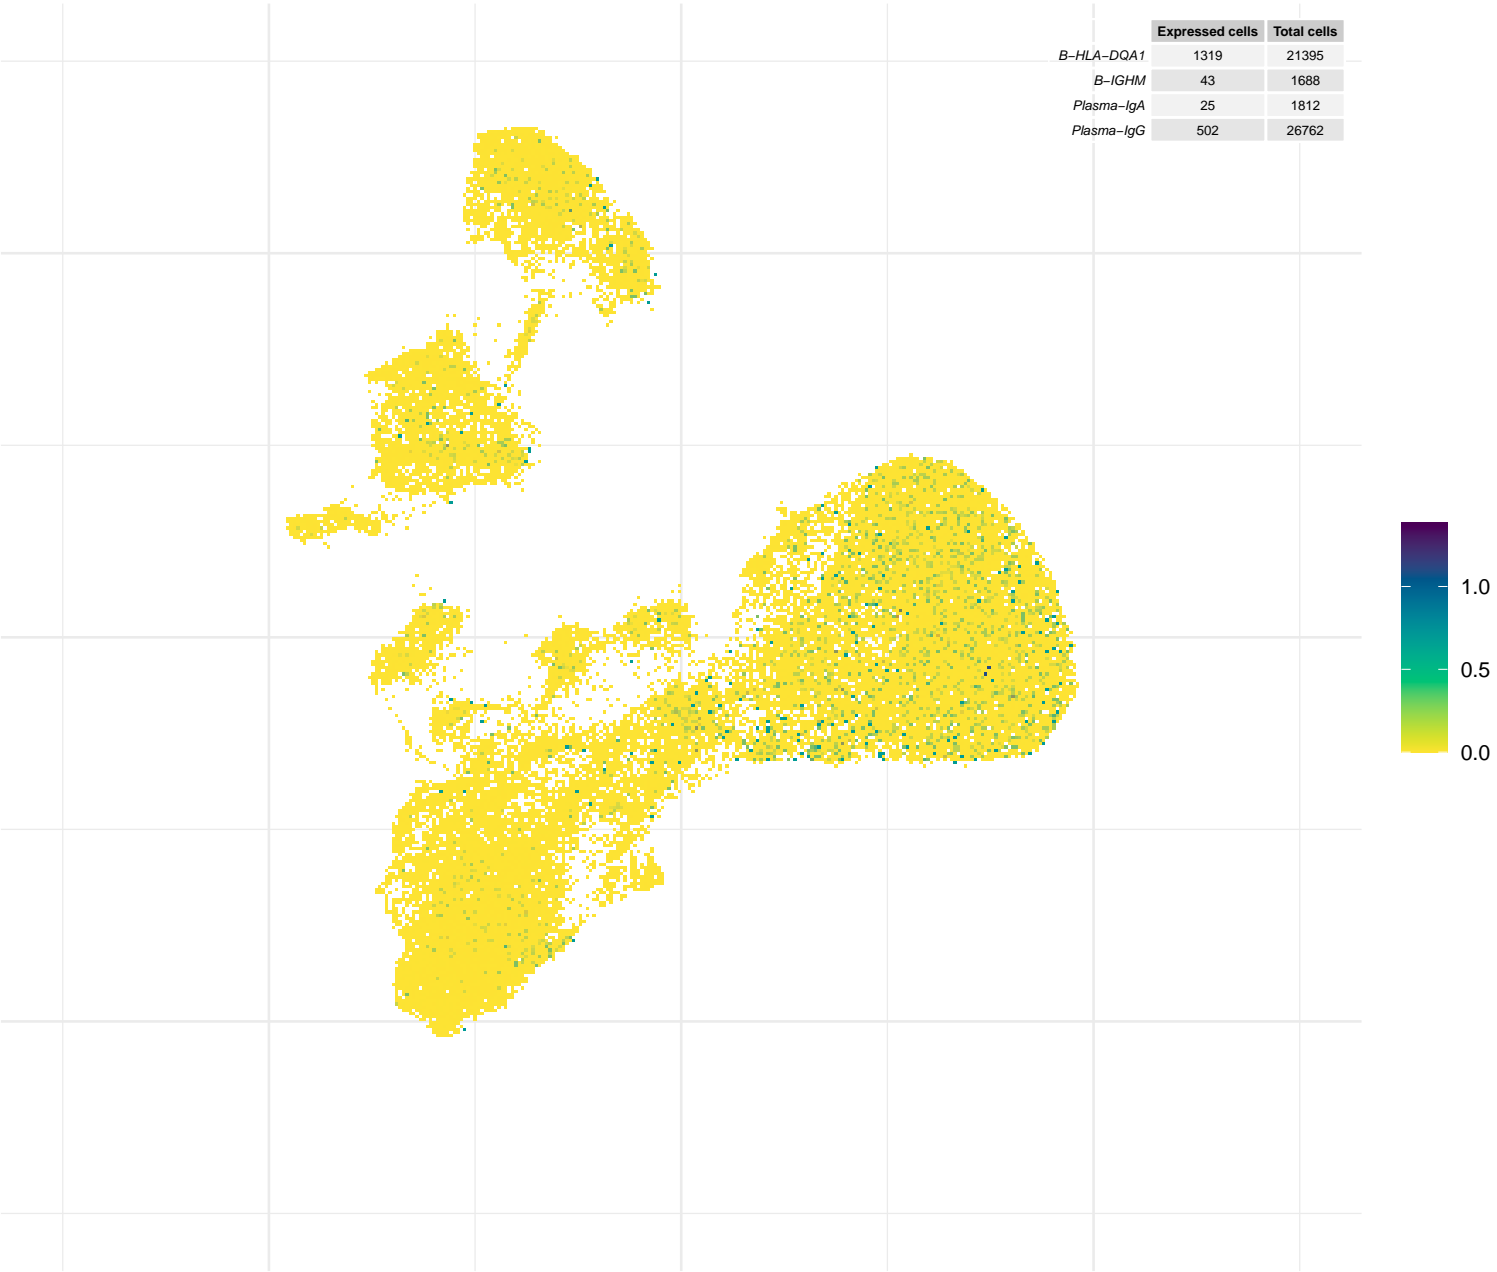 Expressed cells Total cells
B−HLA−DQA1 1319 21395
B−IGHM 43 1688
Plasma−IgA 25 1812
Plasma−IgG 502 26762
1.0
0.5
0.0